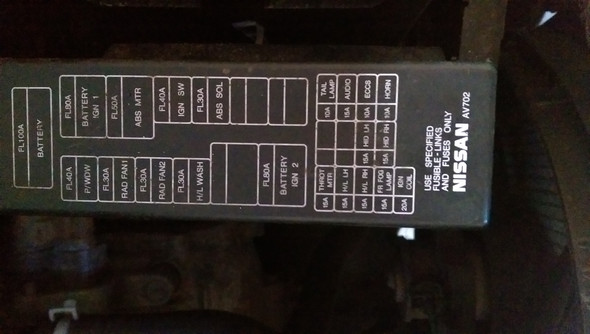 FL100A
BATTERY
FL80A
BATTERY
IGN 1
FL50A
ABS MTR
FL40A
IGN SW
FL30A
ABS SOL
FL40A
P/WDW
FL30A
RAD FAN1
FL30A
RAD FAN2
FL30A
H/L WASH
FL80A
BATTERY
IGN 2
TAIL
LAMP
10A
AUDIO
15A
ECCS
10A
HORN
10A
HID LH
15A
HID RH
15A
THROT
MTR
15A
H/L LH
15A
H/L RH
15A
FR FOG
LAMP
15A
IGN
COIL
20A
USE SPECIFIED
FUSIBLE-LINKS
AND FUSES ONLY
NISSAN AV702